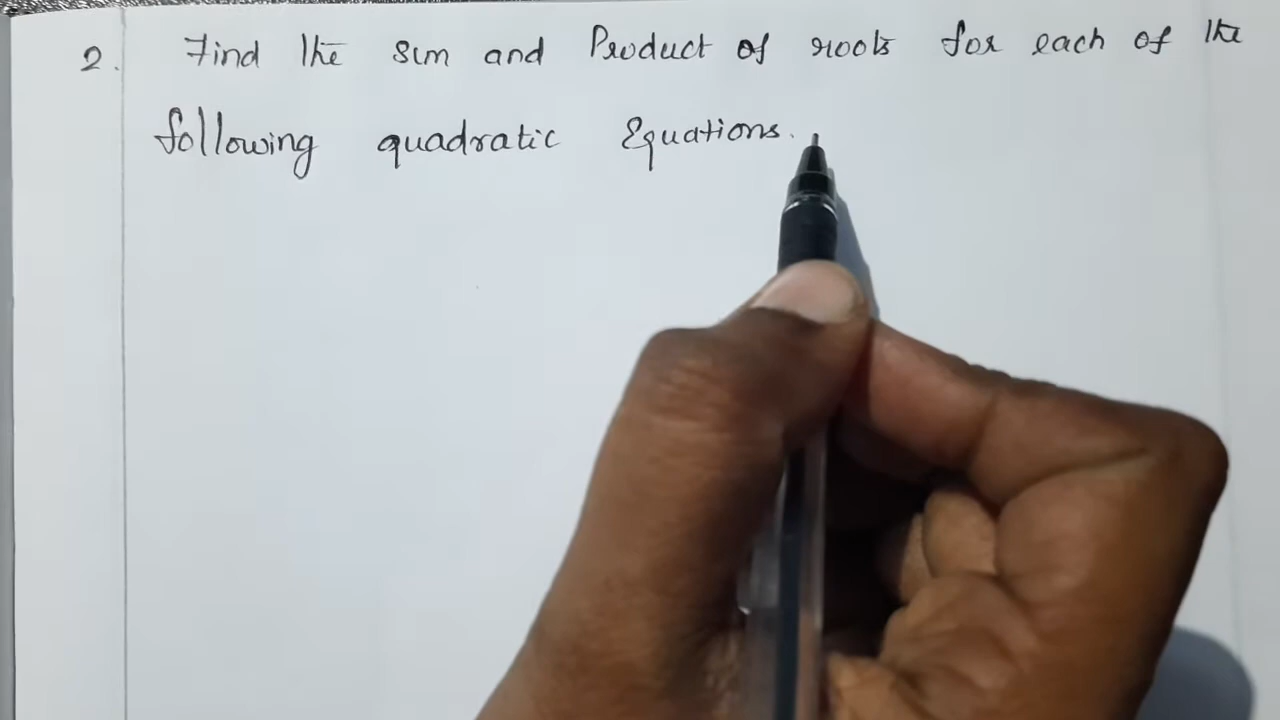 2. Find the sum and Product of roots for each of the
following quadratic Equations.